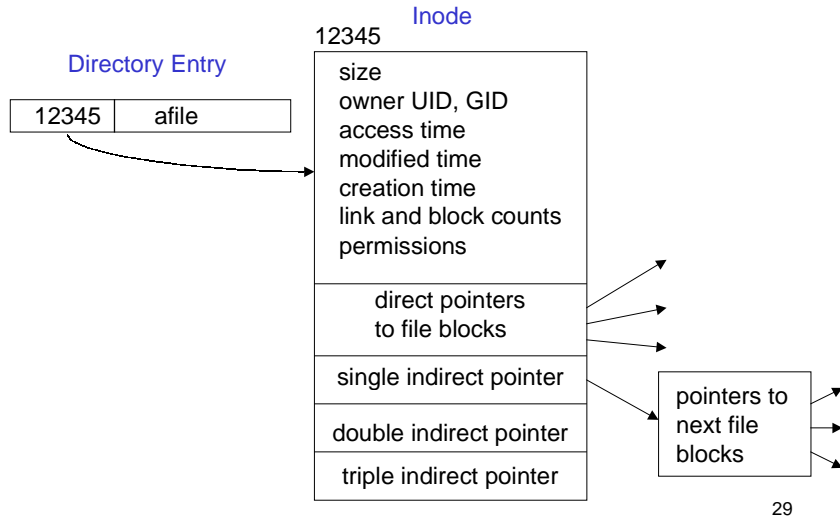 Inode
12345
Directory Entry
12345 afile
size
owner UID, GID
access time
modified time
creation time
link and block counts
permissions
direct pointers
to file blocks
single indirect pointer
double indirect pointer
triple indirect pointer
pointers to
next file
blocks
29